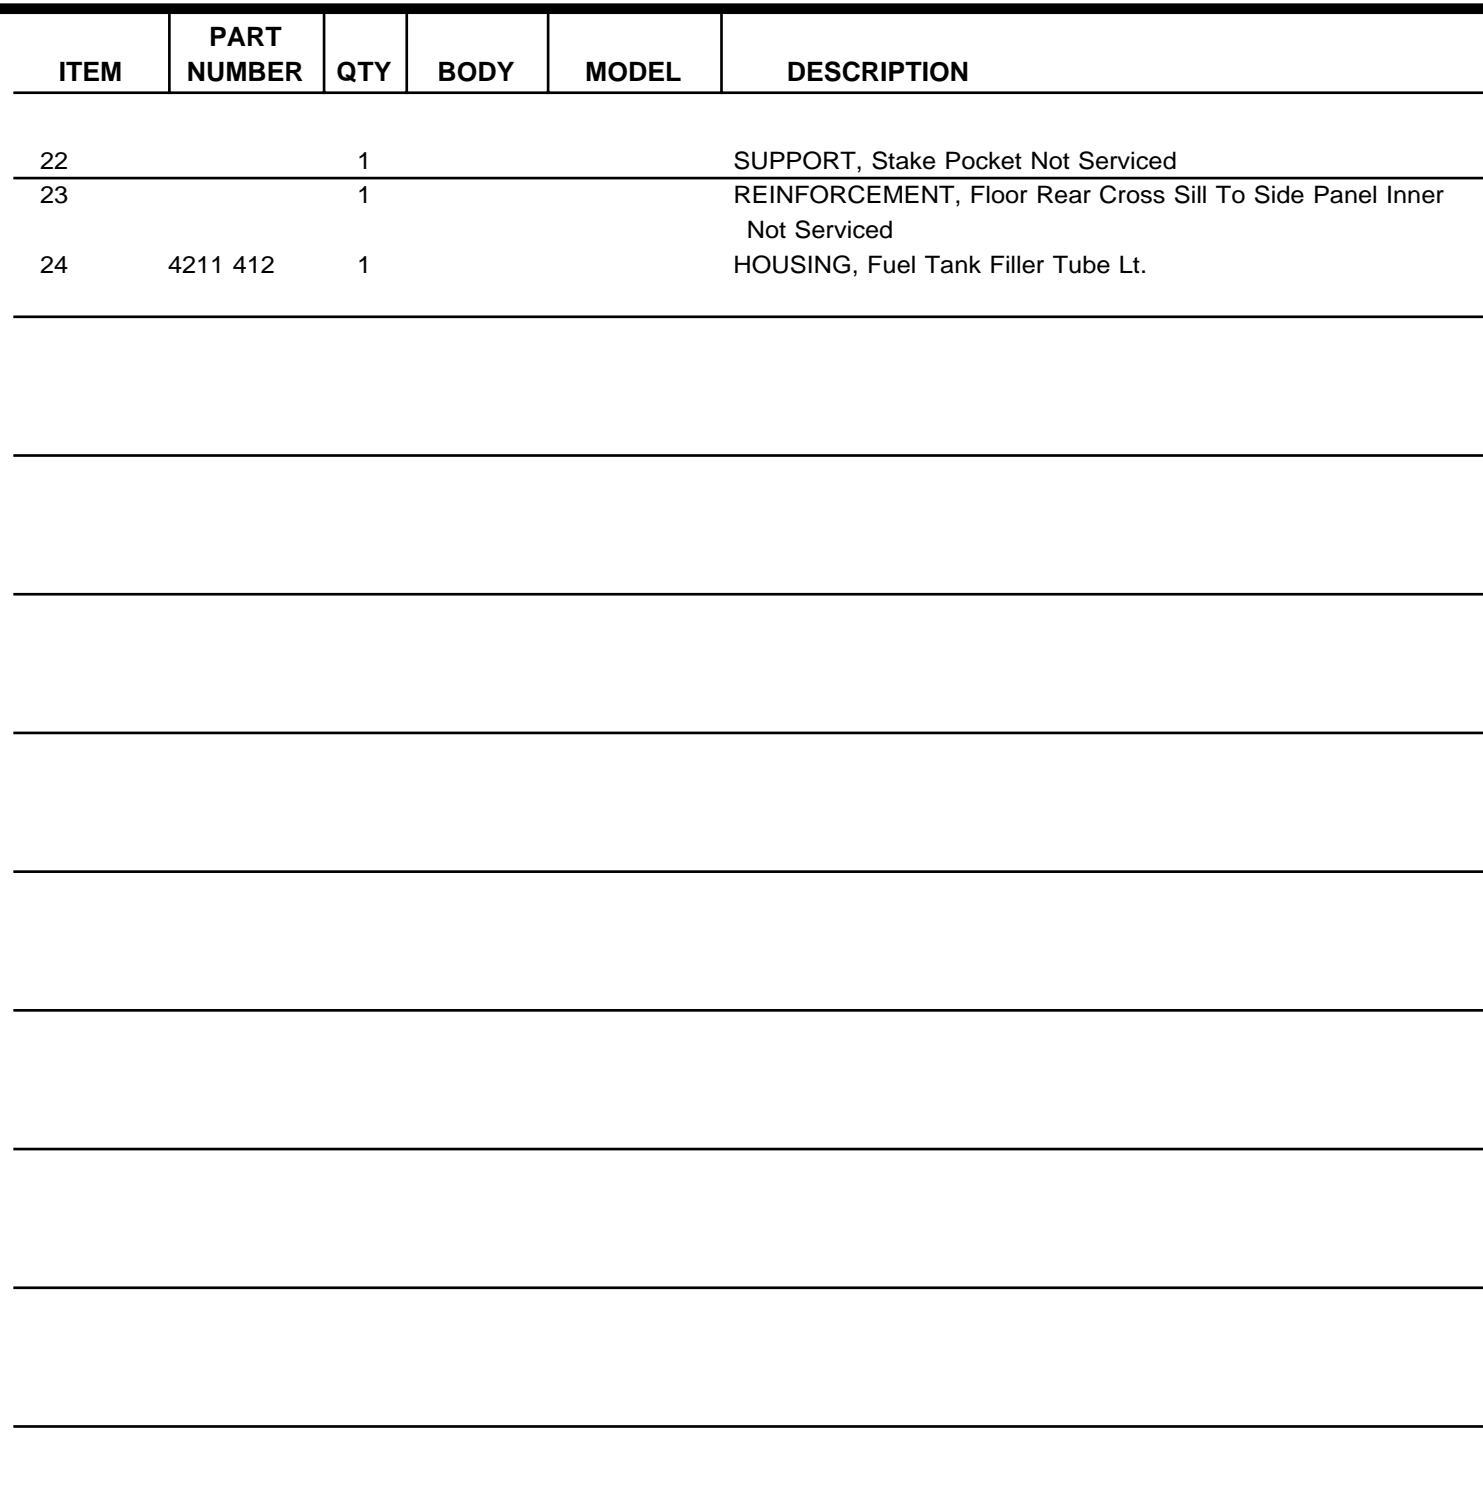 PART
ITEM NUMBER QTY BODY MODEL DESCRIPTION
22 1 SUPPORT, Stake Pocket Not Serviced
23 1 REINFORCEMENT, Floor Rear Cross Sill To Side Panel Inner
Not Serviced
24 4211 412 1 HOUSING, Fuel Tank Filler Tube Lt.